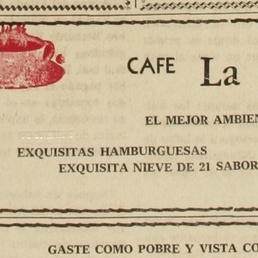 CAFE La
EL MEJOR AMBIEN
EXQUISITAS HAMBURGUESAS
EXQUISITA NIEVE DE 21 SABOR
GASTE COMO POBRE Y VISTA CO